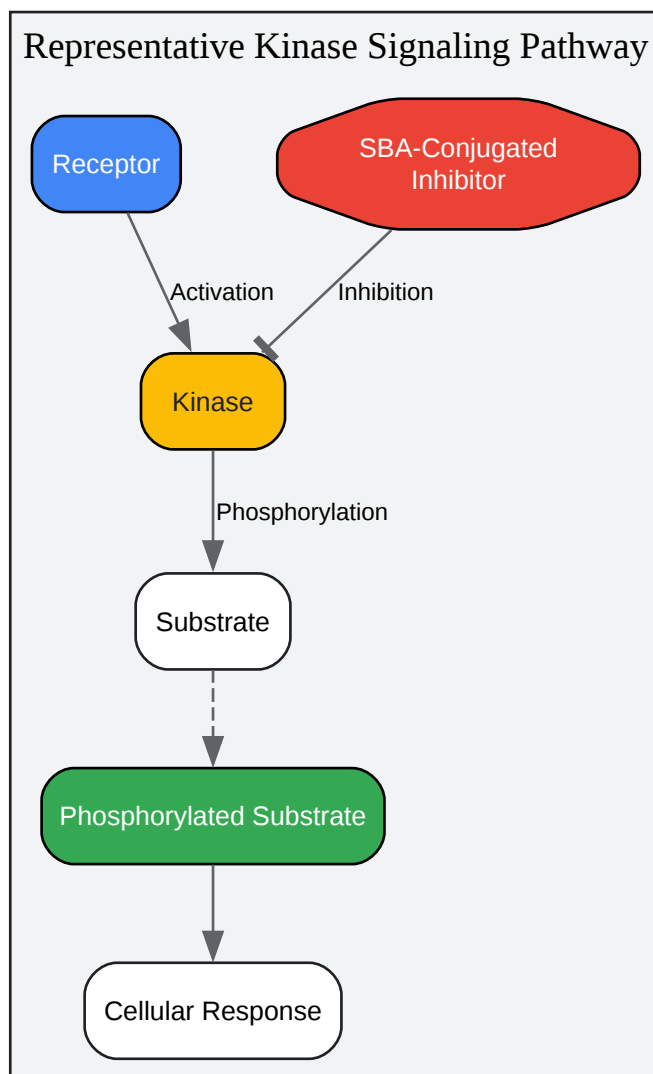 Representative Kinase Signaling Pathway
Receptor
SBA-Conjugated
Inhibitor
Activation
Inhibition
Kinase
Phosphorylation
Substrate
Phosphorylated Substrate
Cellular Response